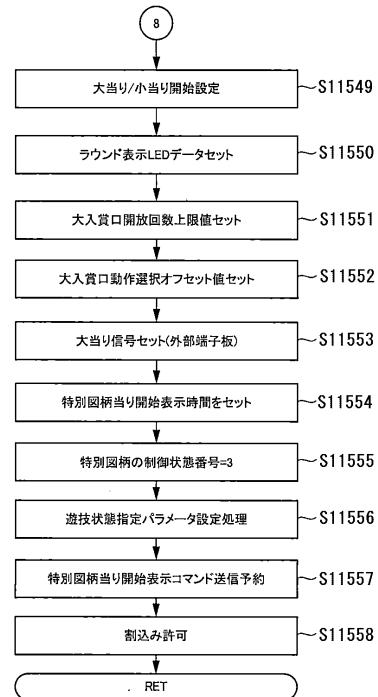 8
大当り/小当り開始設定 S11549
ラウンド表示LEDデータセット S11550
大入賞口開放回数上限値セット S11551
大入賞口動作選択オフセット値セット S11552
大当り信号セット(外部端子板) S11553
特別図柄当り開始表示時間をセット S11554
特別図柄の制御状態番号=3 S11555
遊技状態指定パラメータ設定処理 S11556
特別図柄当り開始表示コマンド送信予約 S11557
割込み許可 S11558
RET